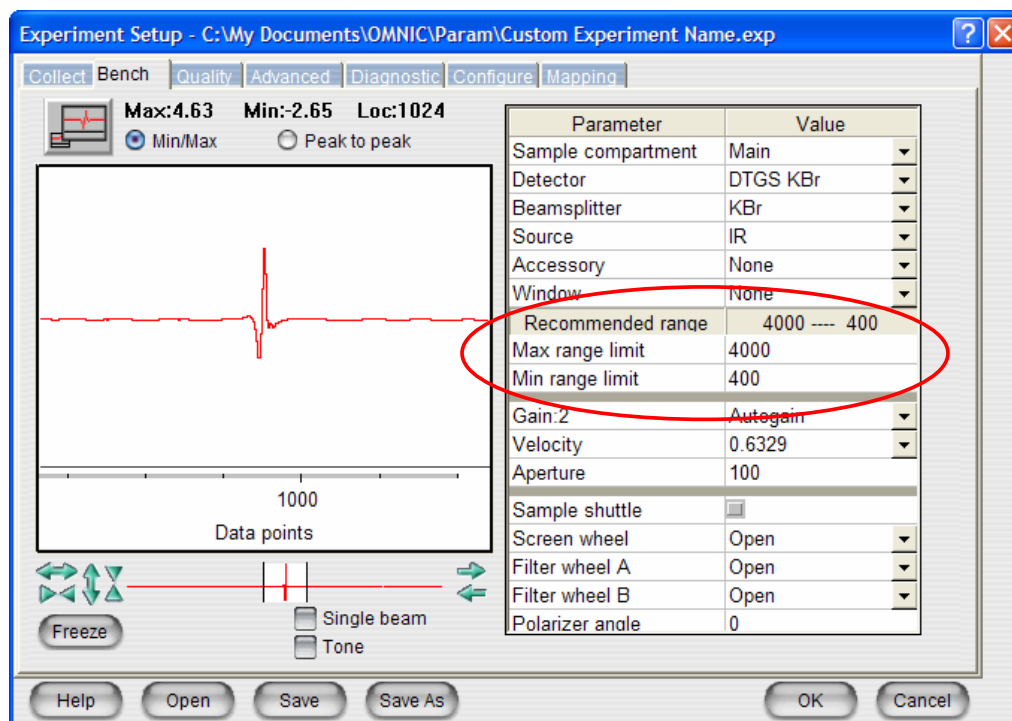 Experiment Setup - C:\My Documents\OMNIC\Param\Custom Experiment Name.exp
Collect Bench Quality Advanced Diagnostic Configure Mapping
Max:4.63 Min:-2.65 Loc:1024
Min/Max Peak to peak
1000
Data points
Single beam
Tone
Freeze
Parameter Value
Sample compartment Main
Detector DTGS KBr
Beamsplitter KBr
Source IR
Accessory None
Window None
Recommended range 4000 ---- 400
Max range limit 4000
Min range limit 400
Gain:2 Autogain
Velocity 0.6329
Aperture 100
Sample shuttle
Screen wheel Open
Filter wheel A Open
Filter wheel B Open
Polarizer angle 0
Help Open Save Save As OK Cancel